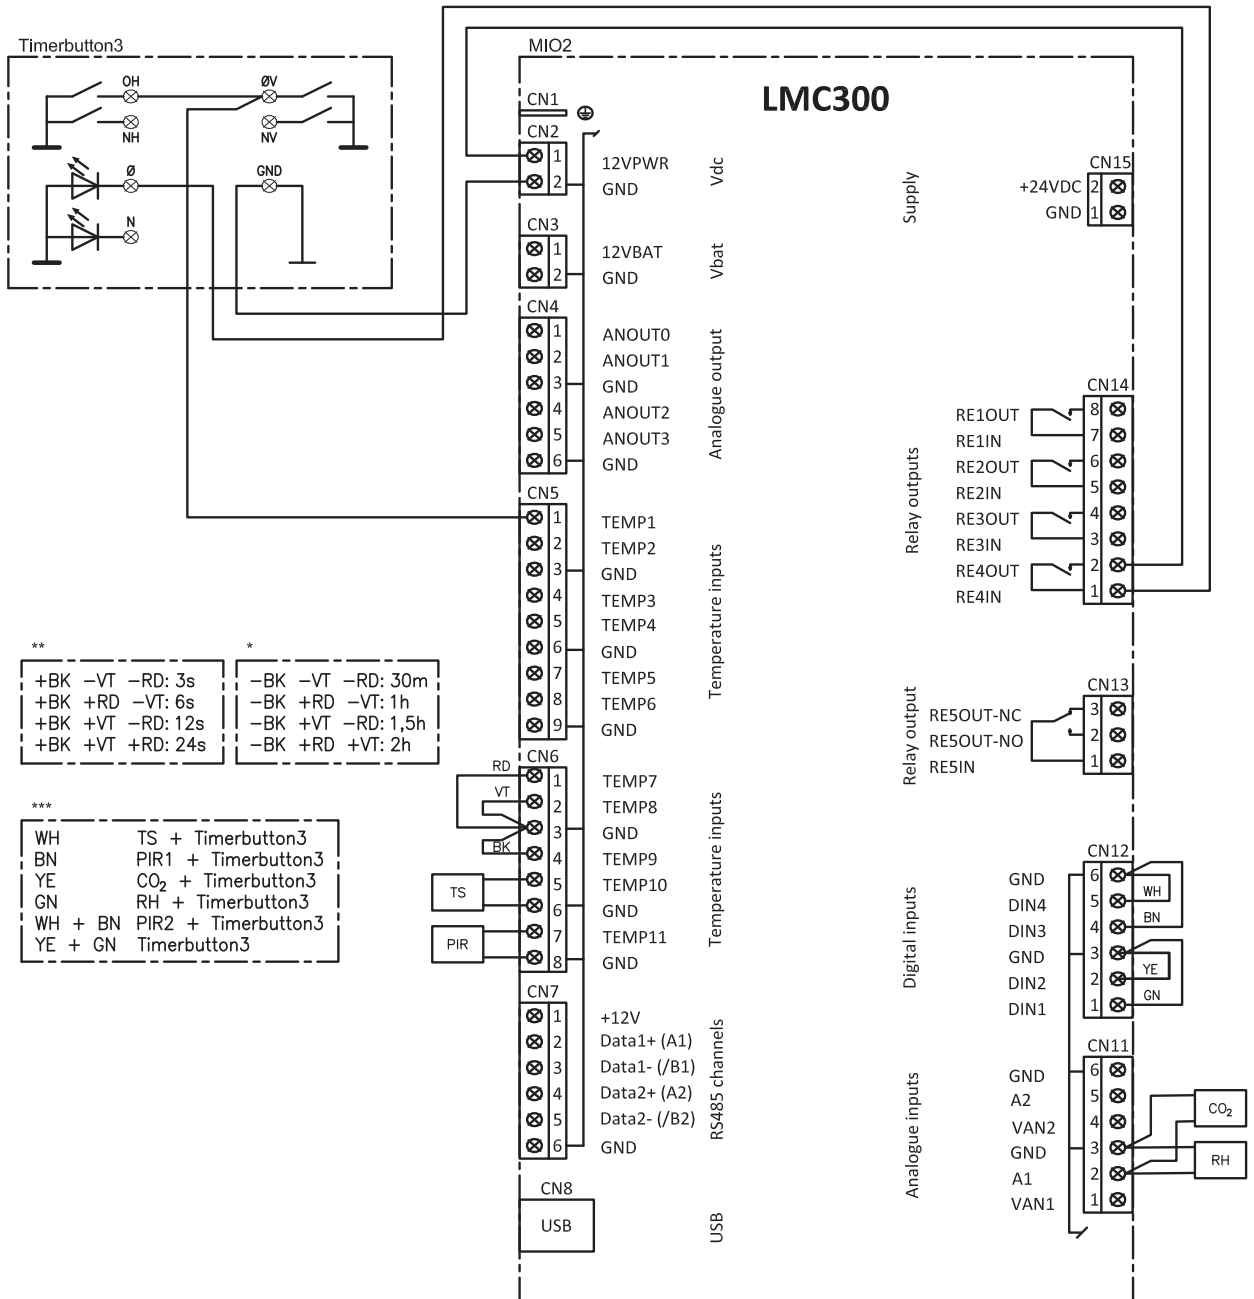 Timerbutton3
OH
ØV
NH
NV
Ø
GND
N
MIO2
LMC300
CN1
CN2
1 12VPWR
2 GND
Vdc
CN3
1 12VBAT
2 GND
Vbat
CN4
1 ANOUT0
2 ANOUT1
3 GND
4 ANOUT2
5 ANOUT3
6 GND
Analogue output
CN5
1 TEMP1
2 TEMP2
3 GND
4 TEMP3
5 TEMP4
6 GND
7 TEMP5
8 TEMP6
9 GND
Temperature inputs
CN6
RD
VT
BK
TS
PIR
1 TEMP7
2 TEMP8
3 GND
4 TEMP9
5 TEMP10
6 GND
7 TEMP11
8 GND
Temperature inputs
CN7
1 +12V
2 Data1+ (A1)
3 Data1- (/B1)
4 Data2+ (A2)
5 Data2- (/B2)
6 GND
RS485 channels
CN8
USB
USB
**
+BK -VT -RD: 3s
+BK +RD -VT: 6s
+BK +VT -RD: 12s
+BK +VT +RD: 24s
*
-BK -VT -RD: 30m
-BK +RD -VT: 1h
-BK +VT -RD: 1,5h
-BK +RD +VT: 2h
***
WH TS + Timerbutton3
BN PIR1 + Timerbutton3
YE CO₂ + Timerbutton3
GN RH + Timerbutton3
WH + BN PIR2 + Timerbutton3
YE + GN Timerbutton3
Supply
CN15
+24VDC 2
GND 1
Relay outputs
CN14
RE1OUT 8
RE1IN 7
RE2OUT 6
RE2IN 5
RE3OUT 4
RE3IN 3
RE4OUT 2
RE4IN 1
Relay output
CN13
RE5OUT-NC 3
RE5OUT-NO 2
RE5IN 1
Digital inputs
CN12
GND 6
DIN4 5
DIN3 4
GND 3
DIN2 2
DIN1 1
WH
BN
YE
GN
Analogue inputs
CN11
GND 6
A2 5
VAN2 4
GND 3
A1 2
VAN1 1
CO₂
RH